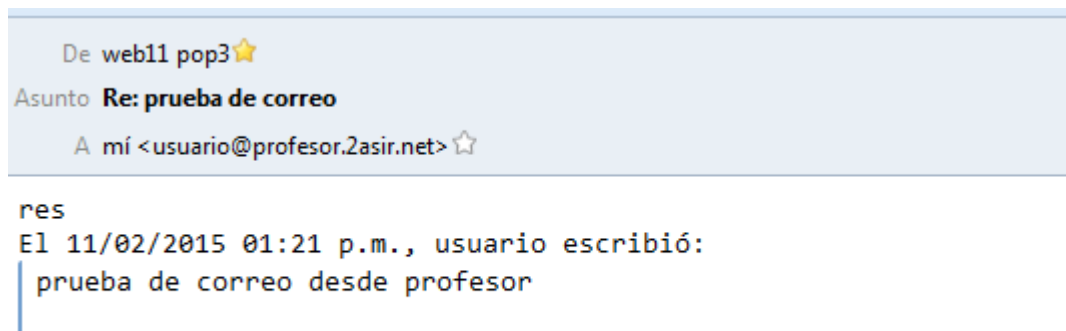 De web11 pop3
Asunto Re: prueba de correo
A mí <usuario@profesor.2asir.net>
res
El 11/02/2015 01:21 p.m., usuario escribió:
prueba de correo desde profesor